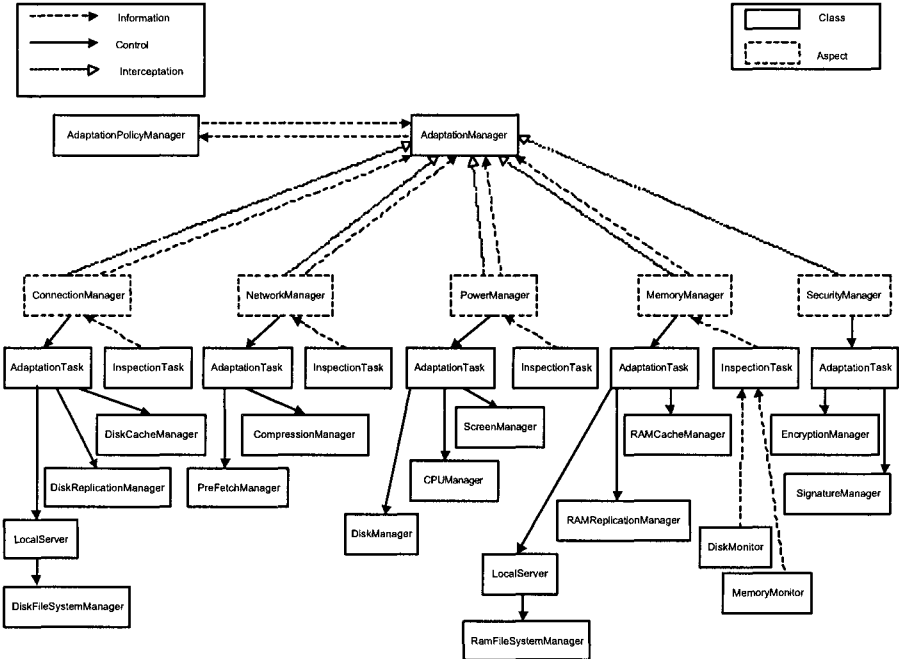 Information
Control
Interceptation
Class
Aspect
AdaptationPolicyManager
AdaptationManager
ConnectionManager
NetworkManager
PowerManager
MemoryManager
SecurityManager
AdaptationTask
InspectionTask
AdaptationTask
InspectionTask
AdaptationTask
InspectionTask
AdaptationTask
InspectionTask
AdaptationTask
DiskCacheManager
CompressionManager
ScreenManager
RAMCacheManager
EncryptionManager
DiskReplicationManager
PreFetchManager
CPUManager
SignatureManager
DiskManager
RAMReplicationManager
LocalServer
DiskMonitor
LocalServer
MemoryMonitor
DiskFileSystemManager
RamFileSystemManager